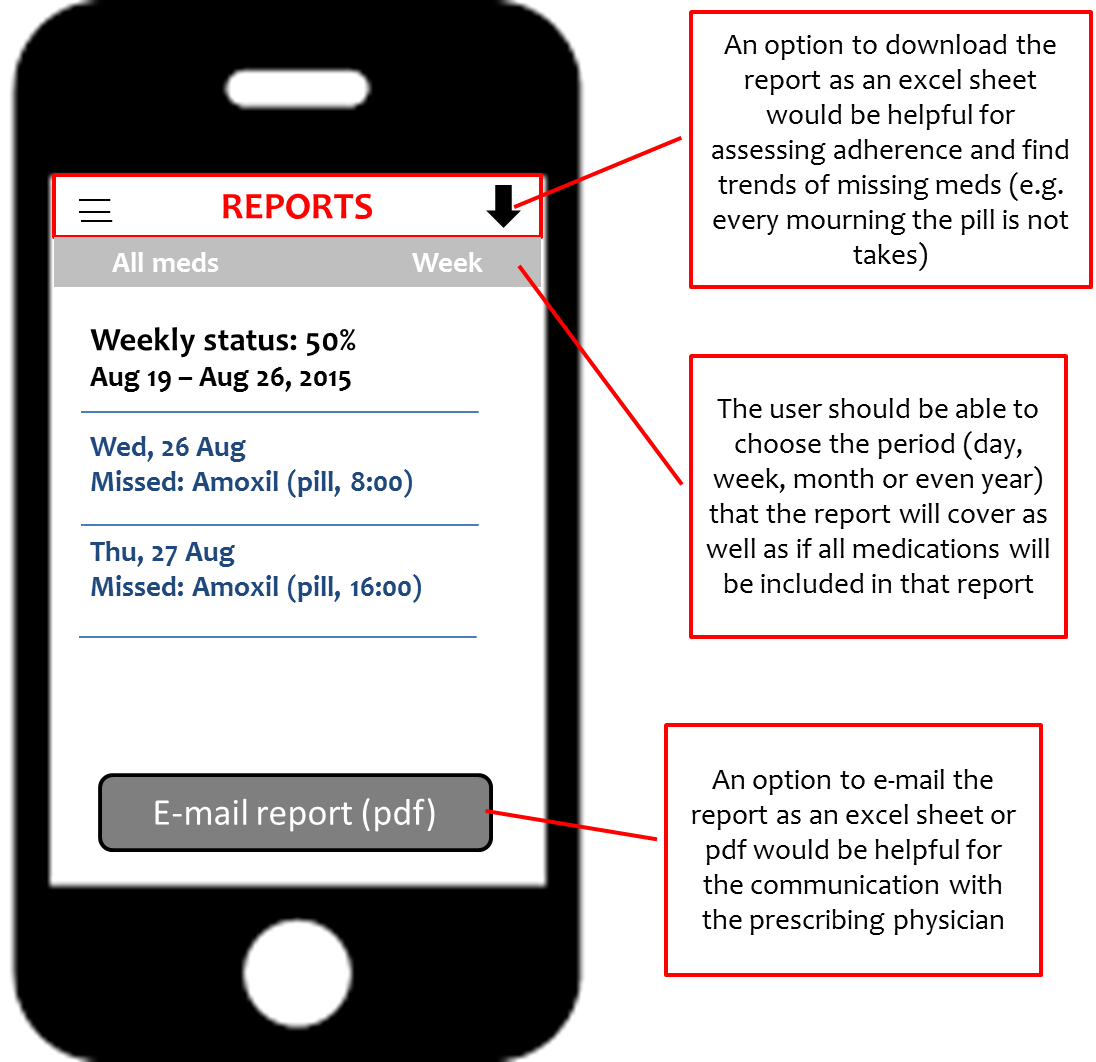 REPORTS
All meds
Week
Weekly status: 50%
Aug 19 – Aug 26, 2015
Wed, 26 Aug
Missed: Amoxil (pill, 8:00)
Thu, 27 Aug
Missed: Amoxil (pill, 16:00)
E-mail report (pdf)
An option to download the
report as an excel sheet
would be helpful for
assessing adherence and find
trends of missing meds (e.g.
every mourning the pill is not
takes)
The user should be able to
choose the period (day,
week, month or even year)
that the report will cover as
well as if all medications will
be included in that report
An option to e-mail the
report as an excel sheet or
pdf would be helpful for
the communication with
the prescribing physician